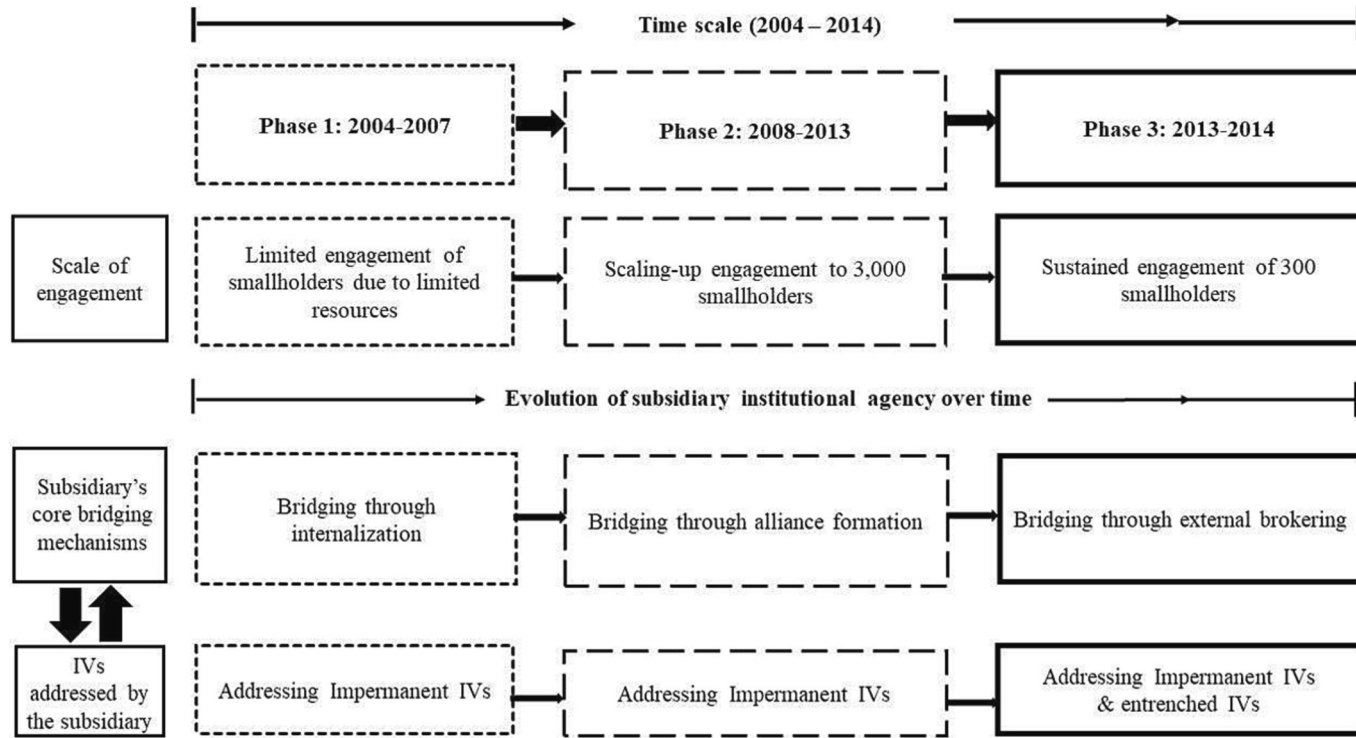 Time scale (2004 – 2014)
Phase 1: 2004-2007
Phase 2: 2008-2013
Phase 3: 2013-2014
Scale of
engagement
Limited engagement of
smallholders due to limited
resources
Scaling-up engagement to 3,000
smallholders
Sustained engagement of 300
smallholders
Evolution of subsidiary institutional agency over time
Subsidiary's
core bridging
mechanisms
Bridging through
internalization
Bridging through alliance formation
Bridging through external brokering
IVs
addressed by
the subsidiary
Addressing Impermanent IVs
Addressing Impermanent IVs
Addressing Impermanent IVs
& entrenched IVs